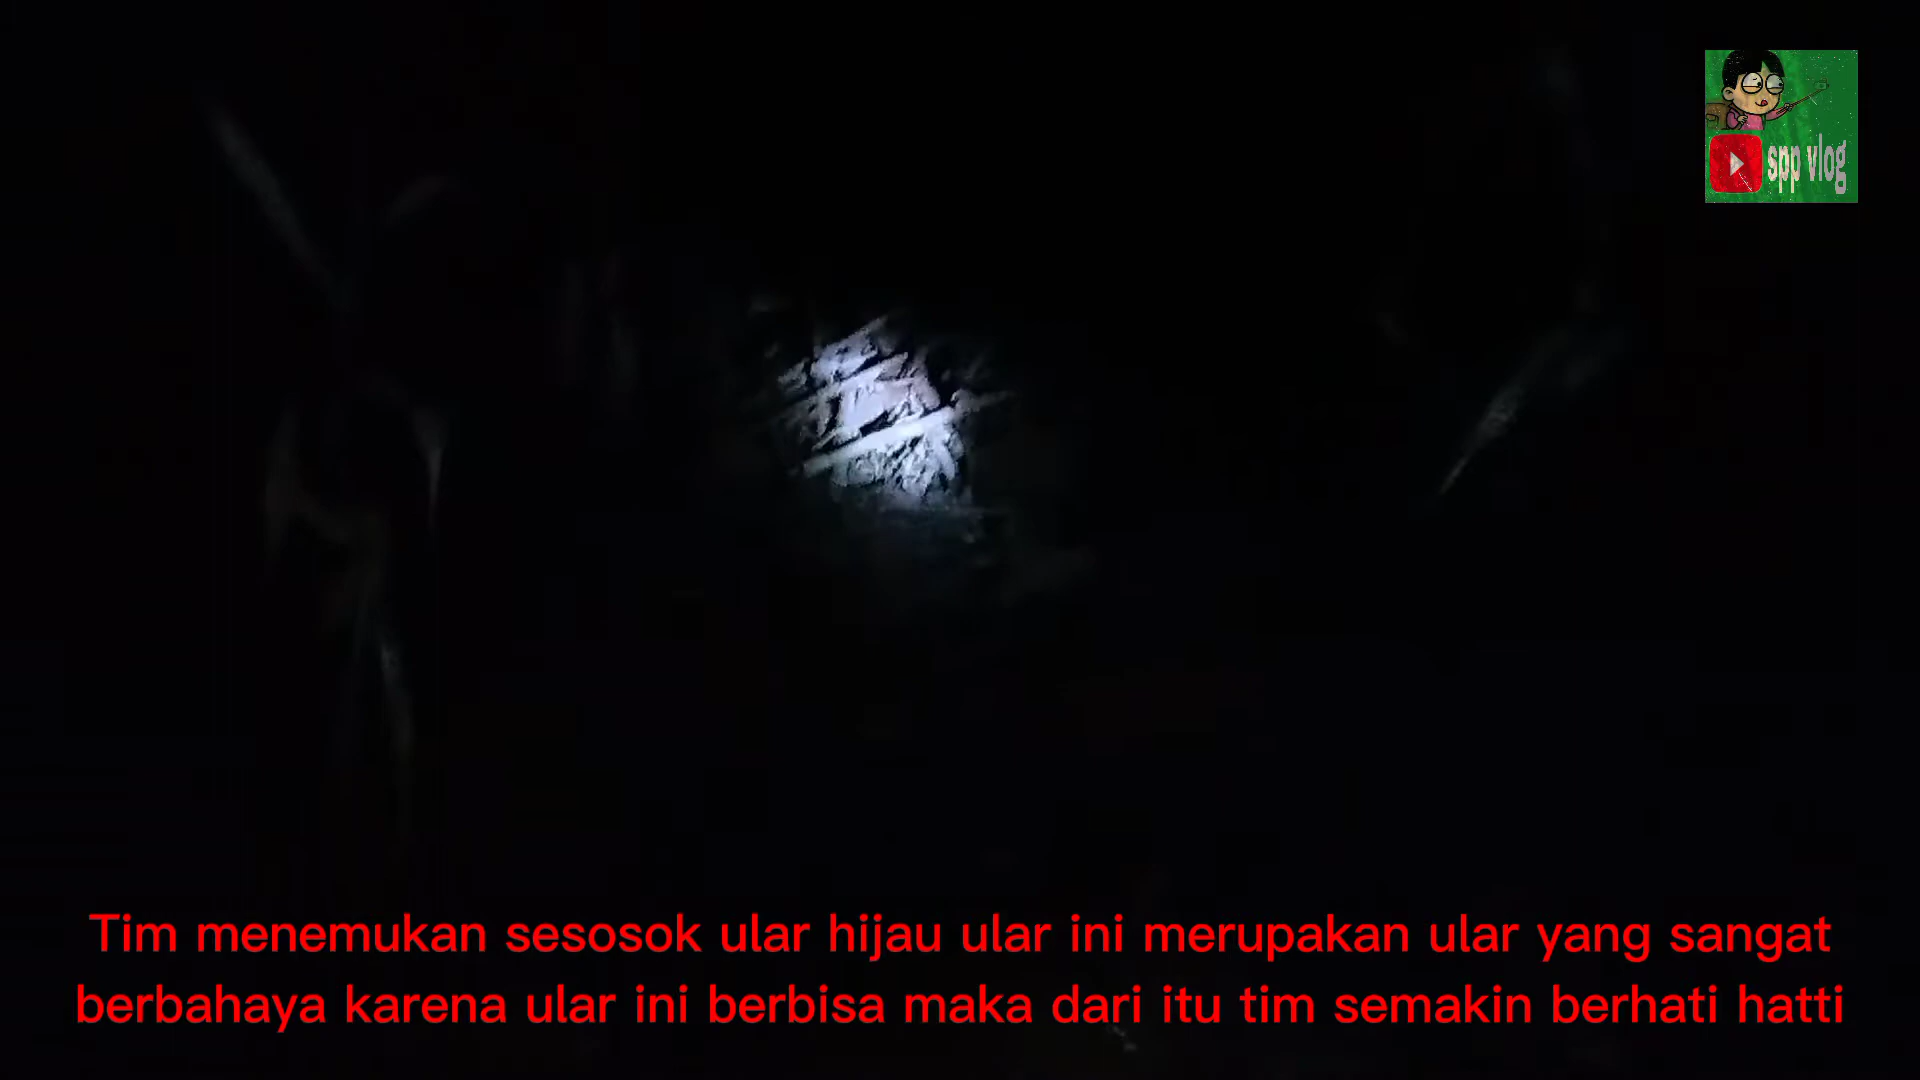 spp vlog
Tim menemukan sesosok ular hijau ular ini merupakan ular yang sangat
berbahaya karena ular ini berbisa maka dari itu tim semakin berhati hatti